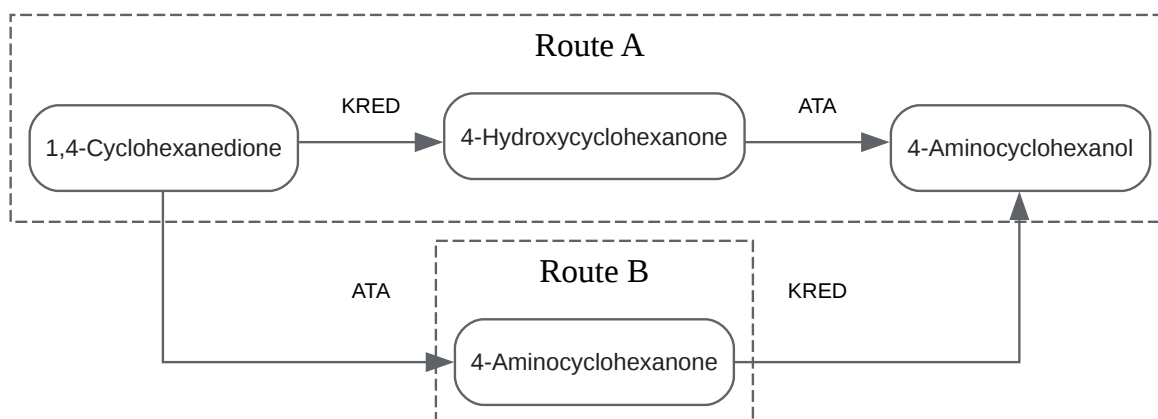 Route A
KRED
ATA
1,4-Cyclohexanedione
4-Hydroxycyclohexanone
4-Aminocyclohexanol
Route B
ATA
KRED
4-Aminocyclohexanone